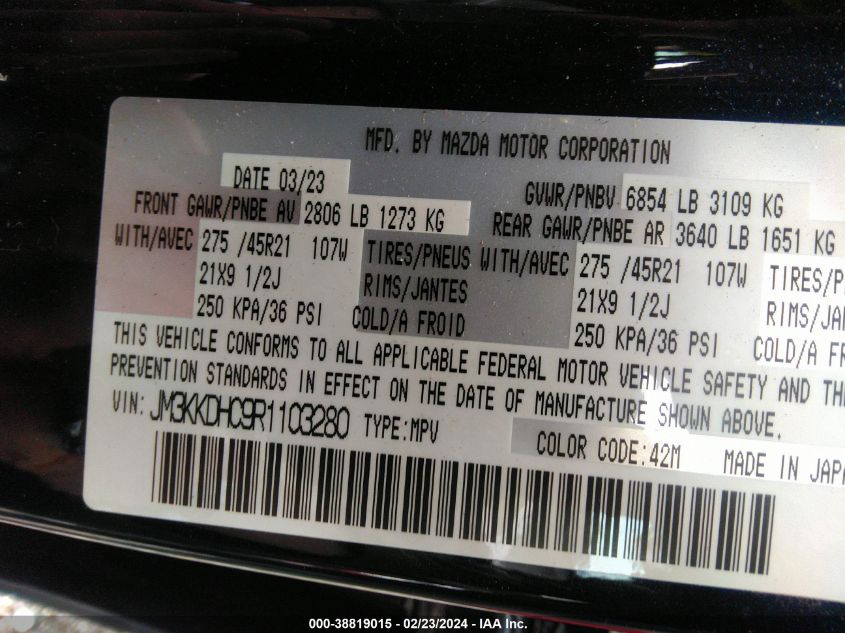 MFD. BY MAZDA MOTOR CORPORATION
DATE 03/23 GVWR/PNBV 6854 LB 3109 KG
FRONT GAWR/PNBE AV 2806 LB 1273 KG REAR GAWR/PNBE AR 3640 LB 1651 KG
WITH/AVEC 275 /45R21 107W TIRES/PNEUS WITH/AVEC 275 /45R21 107W TIRES/P
21X9 1/2J RIMS/JANTES 21X9 1/2J RIMS/JAN
250 KPA/36 PSI COLD/A FROID 250 KPA/36 PSI COLD/A FR
THIS VEHICLE CONFORMS TO ALL APPLICABLE FEDERAL MOTOR VEHICLE SAFETY AND THE
PREVENTION STANDARDS IN EFFECT ON THE DATE OF MANUFACTURE SHOWN ABOVE.
VIN: JM3KKDHC9R1103280 TYPE:MPV
COLOR CODE:42M MADE IN JAPA
000-38819015 - 02/23/2024 - IAA Inc.